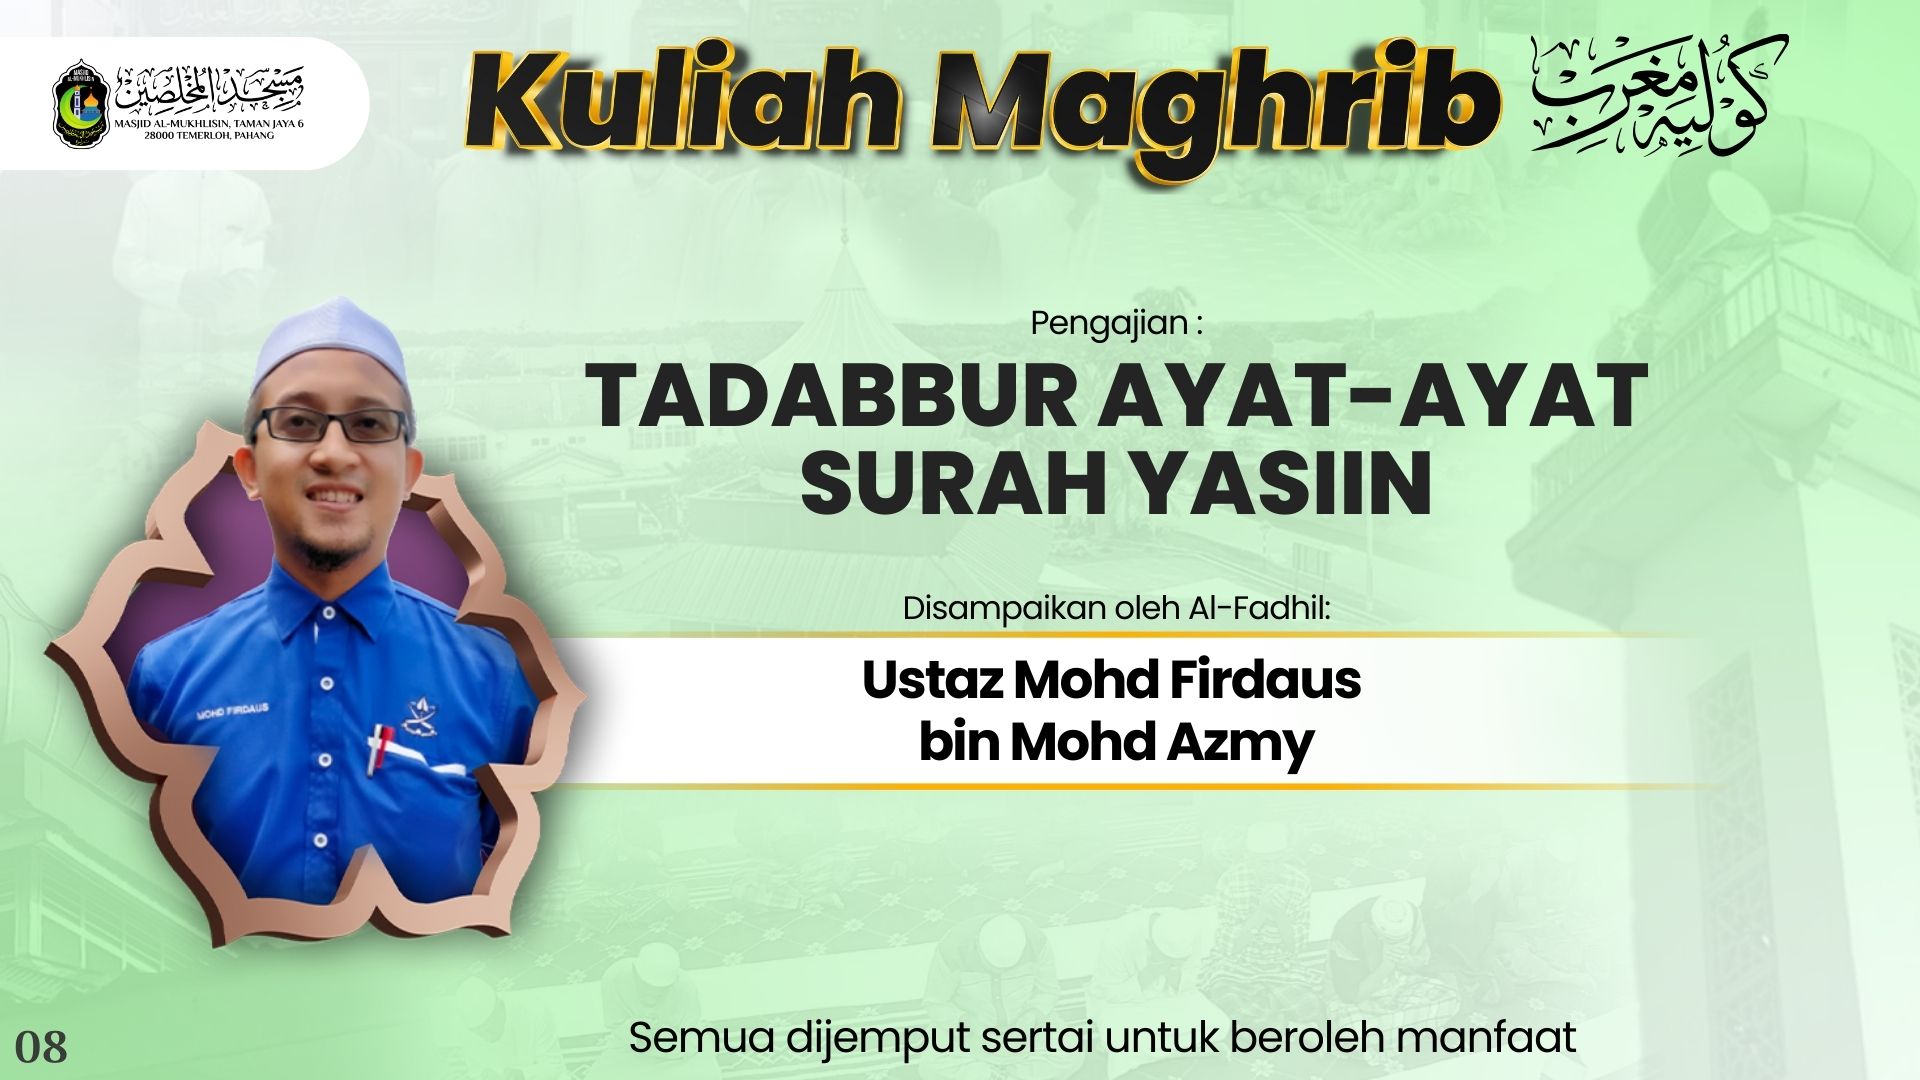 مسجد المخلصين
MASJID AL-MUKHLISIN, TAMAN JAYA 6
28000 TEMERLOH, PAHANG
Kuliah Maghrib
كوليه مغرب
Pengajian :
TADABBUR AYAT-AYAT
SURAH YASIIN
Disampaikan oleh Al-Fadhil:
Ustaz Mohd Firdaus
bin Mohd Azmy
MOHD FIRDAUS
Semua dijemput sertai untuk beroleh manfaat
08